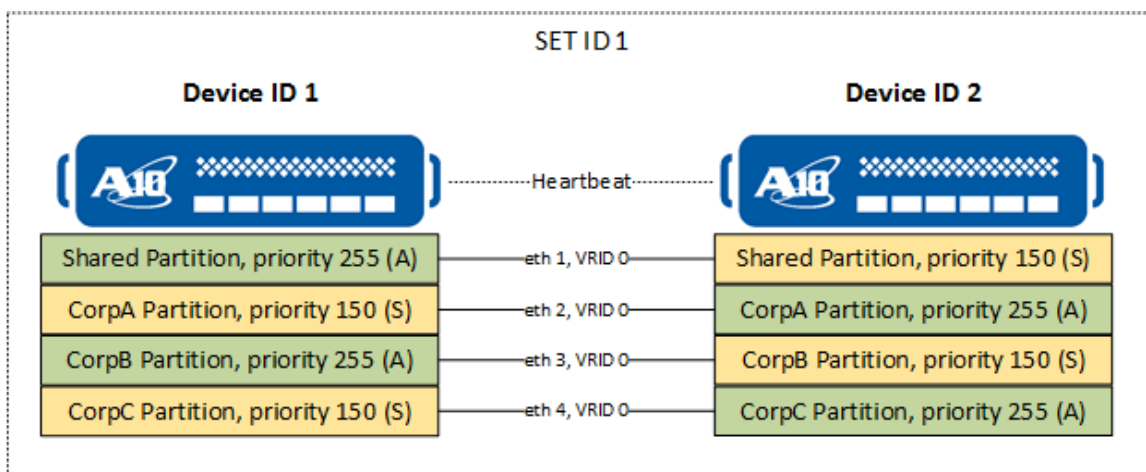 SET ID 1
Device ID 1
Device ID 2
A10
Heartbeat
A10
Shared Partition, priority 255 (A)
eth 1, VRID 0
Shared Partition, priority 150 (S)
CorpA Partition, priority 150 (S)
eth 2, VRID 0
CorpA Partition, priority 255 (A)
CorpB Partition, priority 255 (A)
eth 3, VRID 0
CorpB Partition, priority 150 (S)
CorpC Partition, priority 150 (S)
eth 4, VRID 0
CorpC Partition, priority 255 (A)